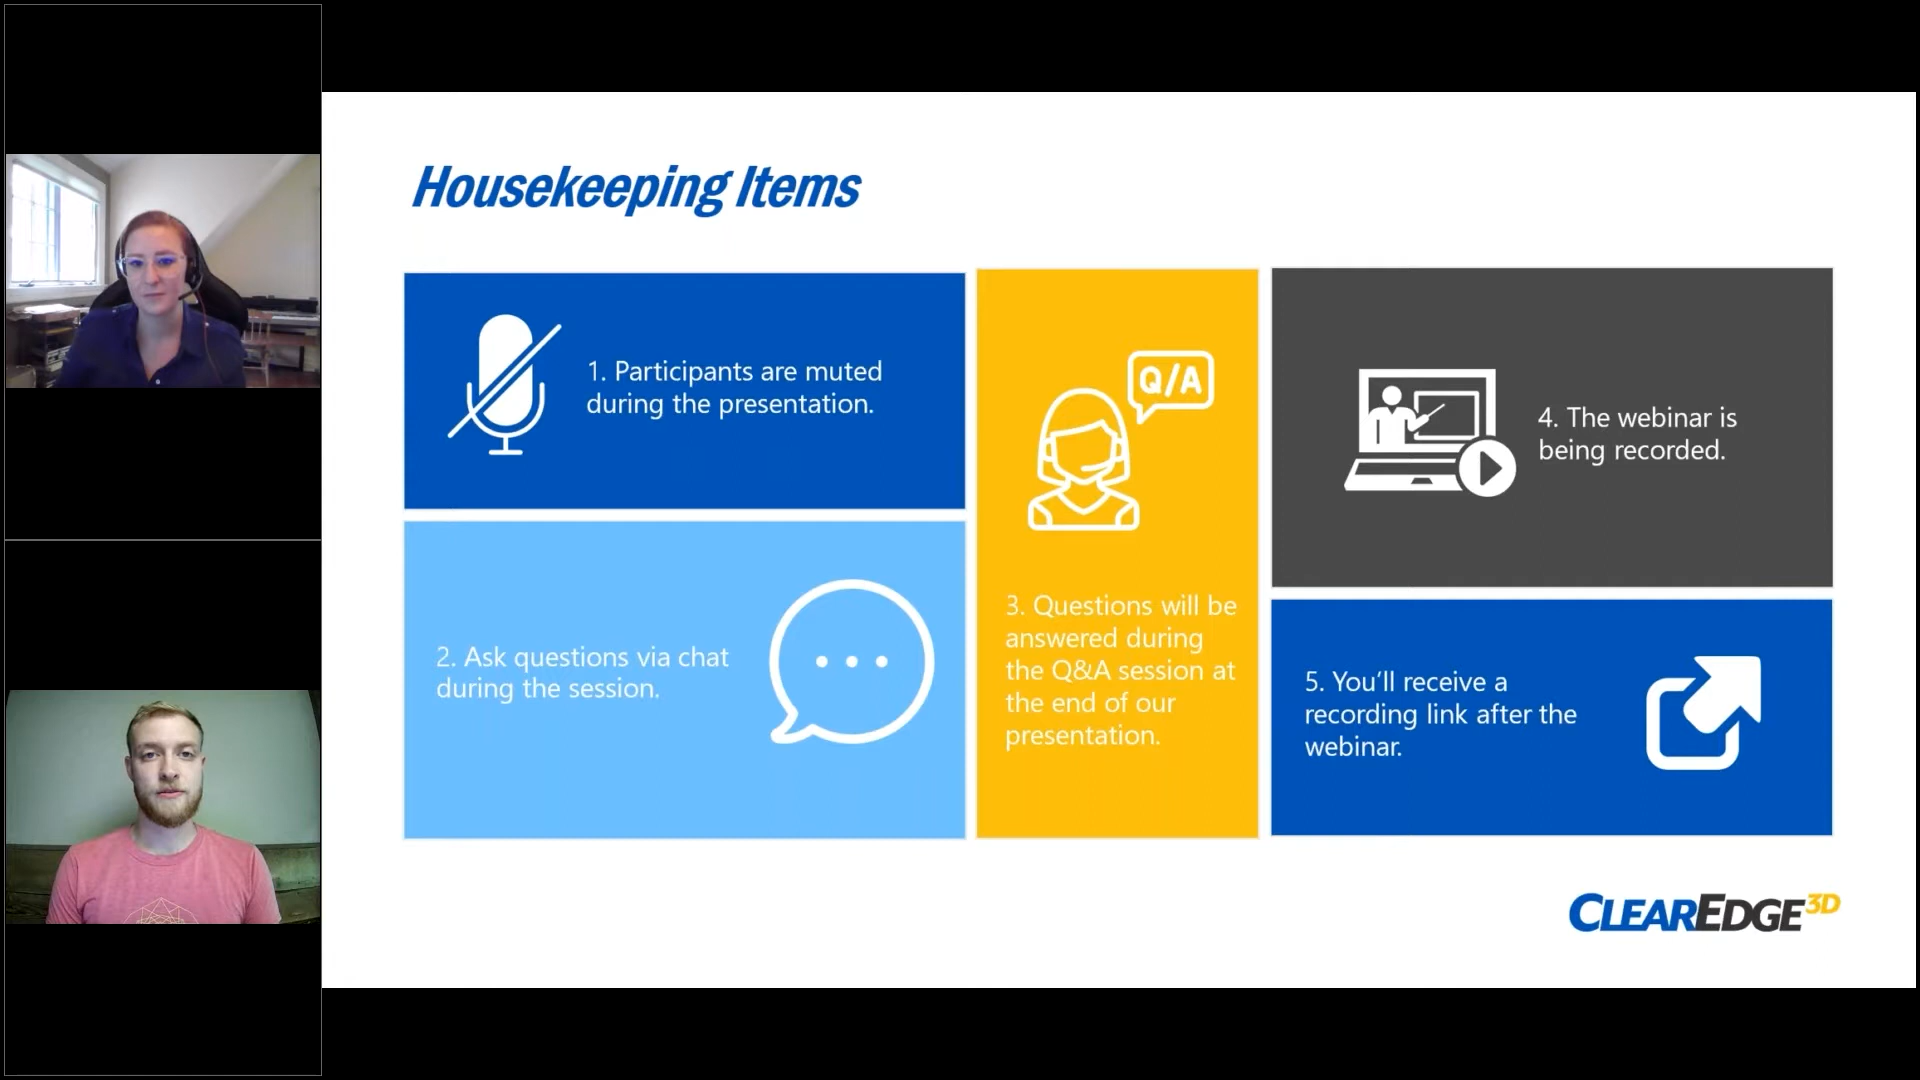 Housekeeping Items
1. Participants are muted
during the presentation.
2. Ask questions via chat
during the session.
Q/A
3. Questions will be
answered during
the Q&A session at
the end of our
presentation.
4. The webinar is
being recorded.
5. You’ll receive a
recording link after the
webinar.
CLEAREDGE3D